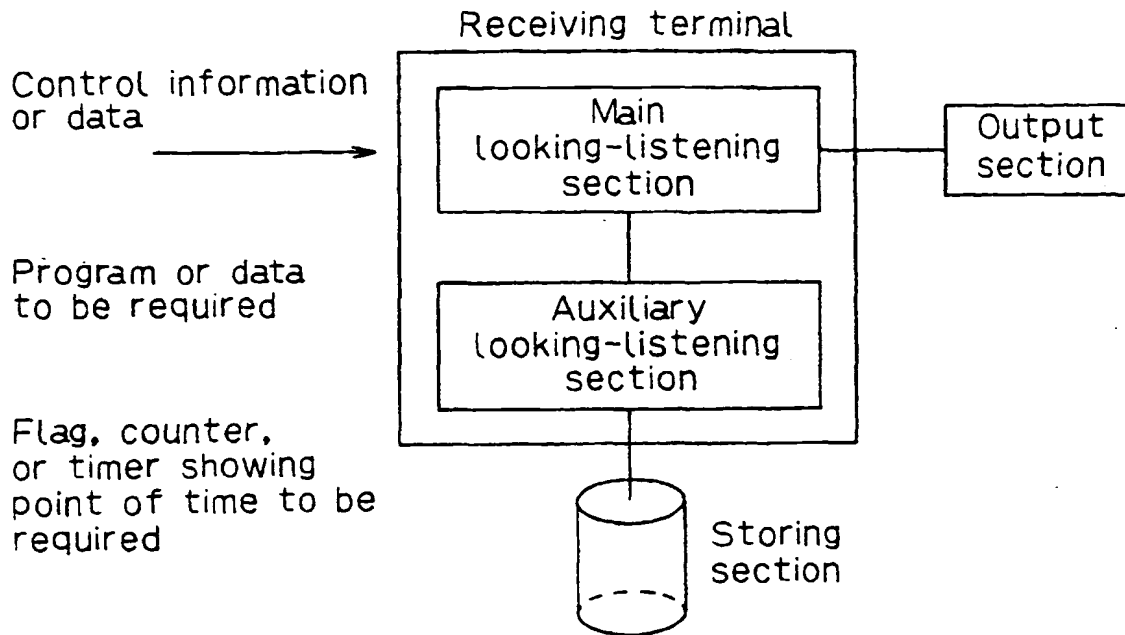 Receiving terminal
Control information
or data
Main
looking-listening
section
Output
section
Program or data
to be required
Auxiliary
looking-listening
section
Flag, counter,
or timer showing
point of time to be
required
Storing
section